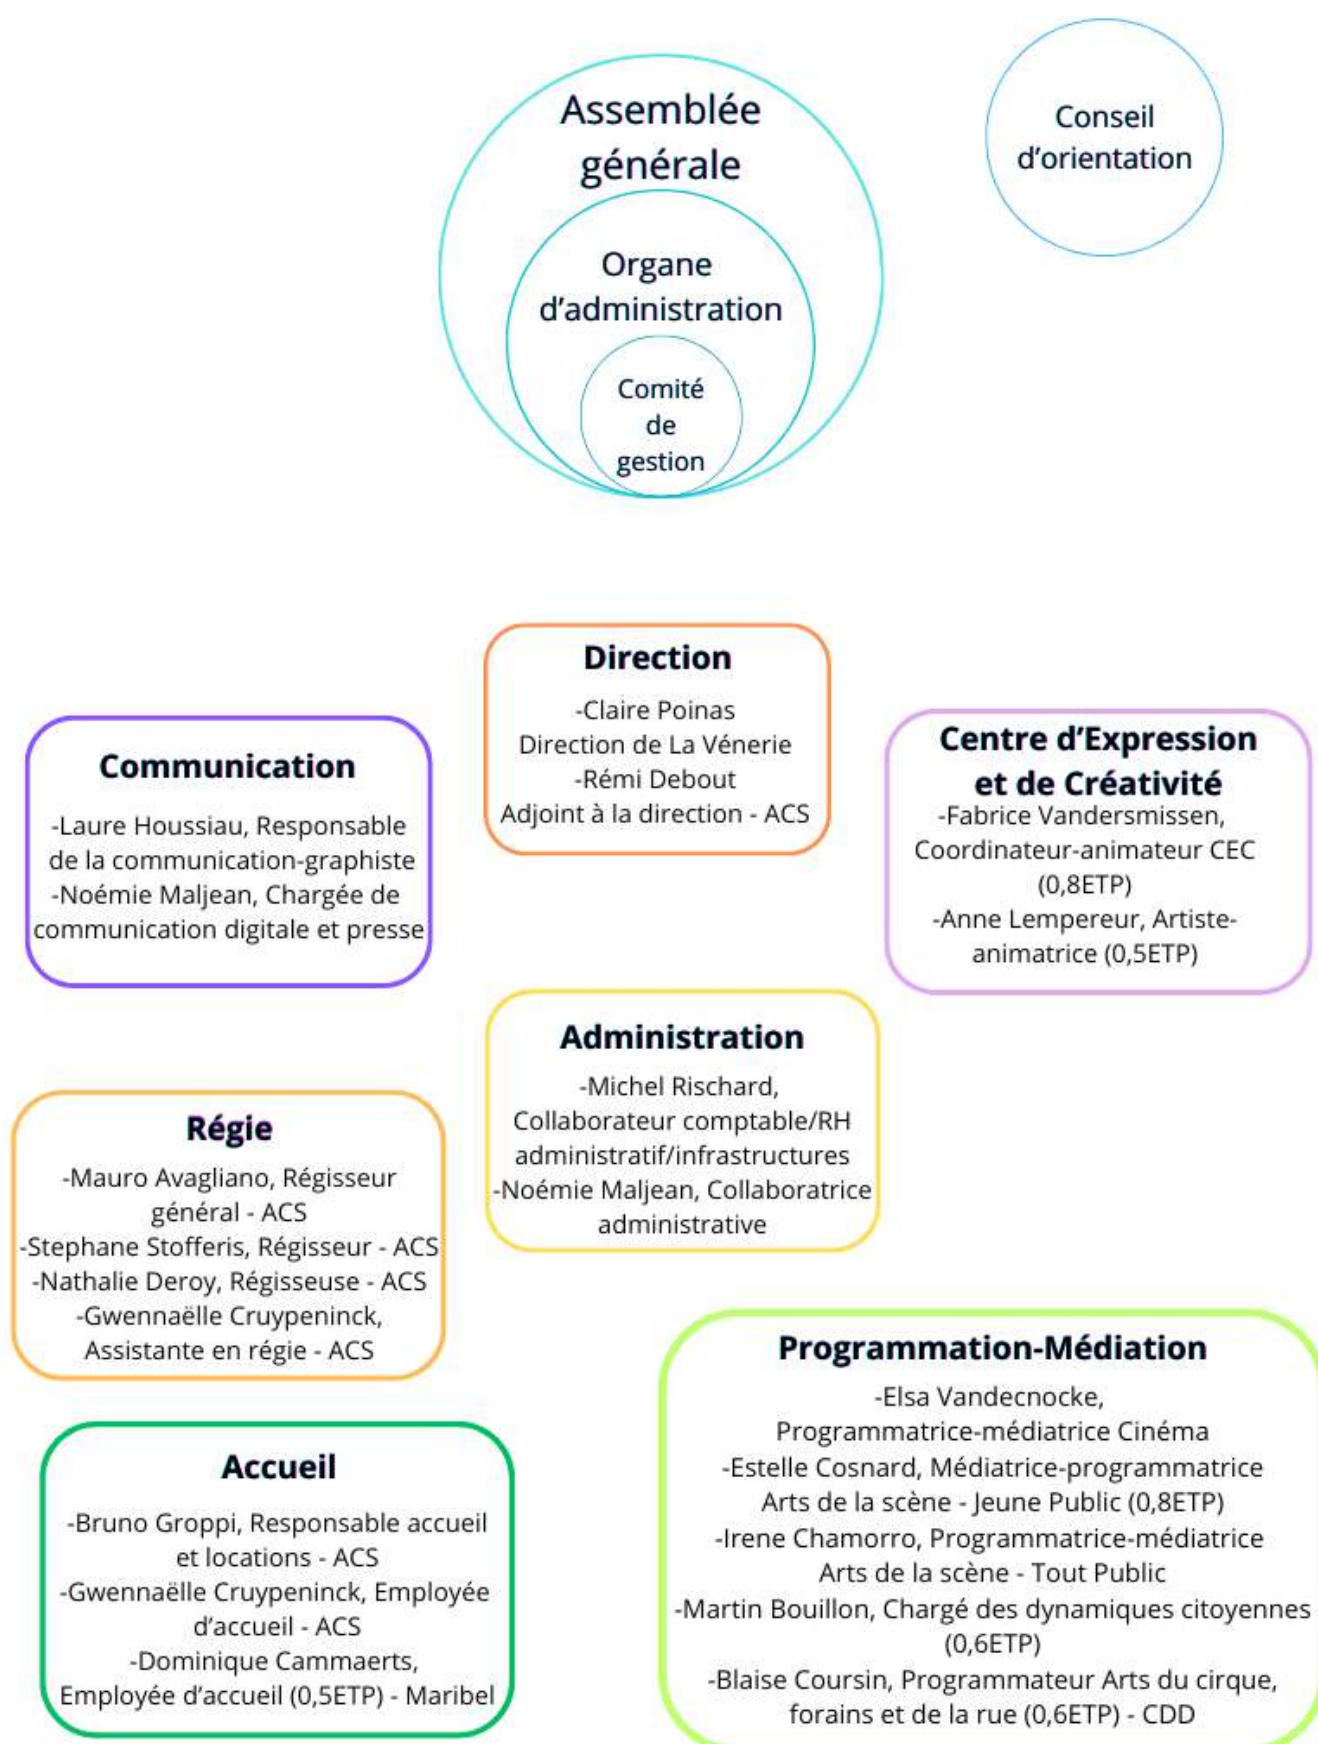 Assemblée
générale
Conseil
d'orientation
Organe
d'administration
Comité
de
gestion
Direction
-Claire Poinas
Direction de La Vénerie
-Rémi Debout
Adjoint à la direction - ACS
Communication
-Laure Houssiau, Responsable
de la communication-graphiste
-Noémie Maljean, Chargée de
communication digitale et presse
Centre d'Expression
et de Créativité
-Fabrice Vandersmissen,
Coordinateur-animateur CEC
(0,8ETP)
-Anne Lempereur, Artiste-
animatrice (0,5ETP)
Administration
-Michel Rischard,
Collaborateur comptable/RH
administratif/infrastructures
-Noémie Maljean, Collaboratrice
administrative
Régie
-Mauro Avagliano, Régisseur
général - ACS
-Stephane Stofferis, Régisseur - ACS
-Nathalie Deroy, Régisseuse - ACS
-Gwennaëlle Cruypeninck,
Assistante en régie - ACS
Programmation-Médiation
-Elsa Vandecnocke,
Programmatrice-médiatrice Cinéma
-Estelle Cosnard, Médiatrice-programmatrice
Arts de la scène - Jeune Public (0,8ETP)
-Irene Chamorro, Programmatrice-médiatrice
Arts de la scène - Tout Public
-Martin Bouillon, Chargé des dynamiques citoyennes
(0,6ETP)
-Blaise Coursin, Programmateur Arts du cirque,
forains et de la rue (0,6ETP) - CDD
Accueil
-Bruno Groppi, Responsable accueil
et locations - ACS
-Gwennaëlle Cruypeninck, Employée
d'accueil - ACS
-Dominique Cammaerts,
Employée d'accueil (0,5ETP) - Maribel